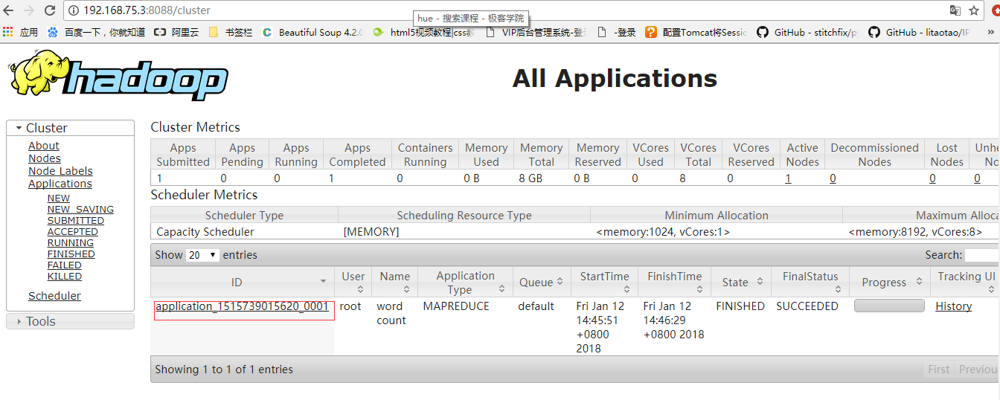 192.168.75.3:8088/cluster
hue - 搜索课程 - 极客学院
应用 百度一下，你就知道 阿里云 书签栏 Beautiful Soup 4.2.0 html5视频教程|css教 VIP后台管理系统-登录 -登录 配置Tomcat将Sessi GitHub - stitchfix/py GitHub - litaotao/IP »
hadoop
All Applications
Cluster
About
Nodes
Node Labels
Applications
NEW
NEW_SAVING
SUBMITTED
ACCEPTED
RUNNING
FINISHED
FAILED
KILLED
Scheduler
Tools
Cluster Metrics
Apps Submitted Apps Pending Apps Running Apps Completed Containers Running Memory Used Memory Total Memory Reserved VCores Used VCores Total VCores Reserved Active Nodes Decommissioned Nodes Lost Nodes Unhe No
1 0 0 1 0 0 B 8 GB 0 B 0 8 0 1 0 0 0
Scheduler Metrics
Scheduler Type Scheduling Resource Type Minimum Allocation Maximum Alloca
Capacity Scheduler [MEMORY] <memory:1024, vCores:1> <memory:8192, vCores:8>
Show 20 entries Search:
ID User Name Application Type Queue StartTime FinishTime State FinalStatus Progress Tracking UI
application_1515739015620_0001 root word count MAPREDUCE default Fri Jan 12 14:45:51 +0800 2018 Fri Jan 12 14:46:29 +0800 2018 FINISHED SUCCEEDED History
Showing 1 to 1 of 1 entries First Previous